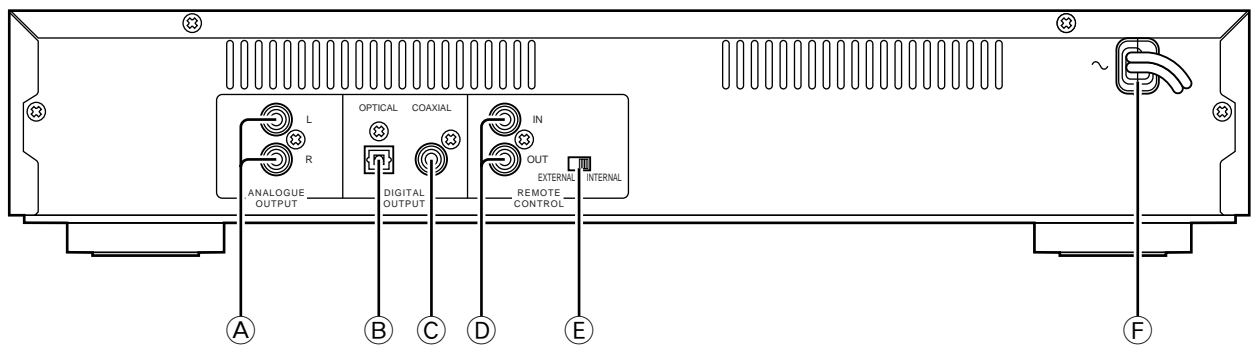 OPTICAL COAXIAL
L
IN
R
OUT
EXTERNAL INTERNAL
ANALOGUE
OUTPUT
DIGITAL
OUTPUT
REMOTE
CONTROL
~
A B C D E F